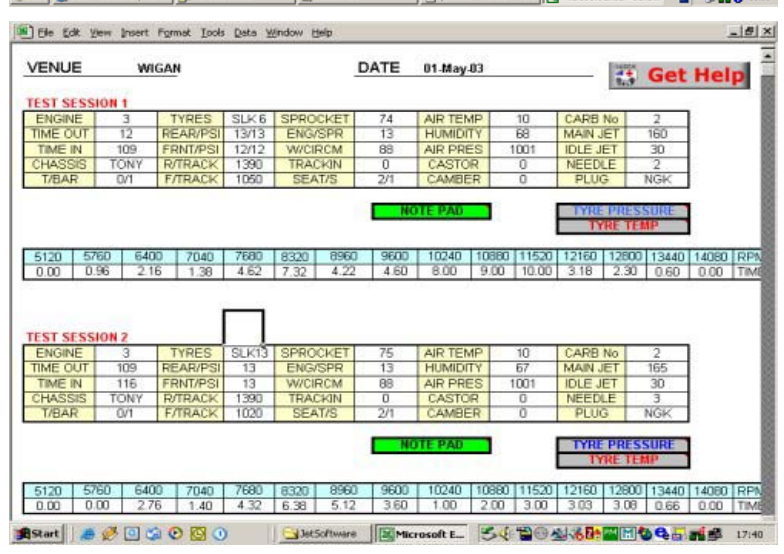 File Edit View Insert Format Tools Data Window Help
VENUE WIGAN DATE 01-May-03 Get Help
TEST SESSION 1
ENGINE 3 TYRES SLK 6 SPROCKET 74 AIR TEMP 10 CARB No 2
TIME OUT 12 REAR/PSI 13/13 ENG/SPR 13 HUMIDITY 68 MAIN JET 160
TIME IN 109 FRNT/PSI 12/12 W/CIRCM 88 AIR PRES 1001 IDLE JET 30
CHASSIS TONY R/TRACK 1390 TRACKIN 0 CASTOR 0 NEEDLE 2
T/BAR 0/1 F/TRACK 1050 SEAT/S 2/1 CAMBER 0 PLUG NGK
NOTE PAD TYRE PRESSURE
TYRE TEMP
5120 5760 6400 7040 7680 8320 8960 9600 10240 10880 11520 12160 12800 13440 14080 RPM
0.00 0.96 2.16 1.38 4.62 7.32 4.22 4.60 8.00 9.00 10.00 3.18 2.30 0.60 0.00 TIME
TEST SESSION 2
ENGINE 3 TYRES SLK13 SPROCKET 75 AIR TEMP 10 CARB No 2
TIME OUT 109 REAR/PSI 13 ENG/SPR 13 HUMIDITY 67 MAIN JET 165
TIME IN 116 FRNT/PSI 13 W/CIRCM 88 AIR PRES 1001 IDLE JET 30
CHASSIS TONY R/TRACK 1390 TRACKIN 0 CASTOR 0 NEEDLE 3
T/BAR 0/1 F/TRACK 1020 SEAT/S 2/1 CAMBER 0 PLUG NGK
NOTE PAD TYRE PRESSURE
TYRE TEMP
5120 5760 6400 7040 7680 8320 8960 9600 10240 10880 11520 12160 12800 13440 14080 RPM
0.00 0.00 2.76 1.40 4.32 6.38 5.12 3.60 1.00 2.00 3.00 3.03 3.08 0.66 0.00 TIME
Start JetSoftware Microsoft E... 17:40